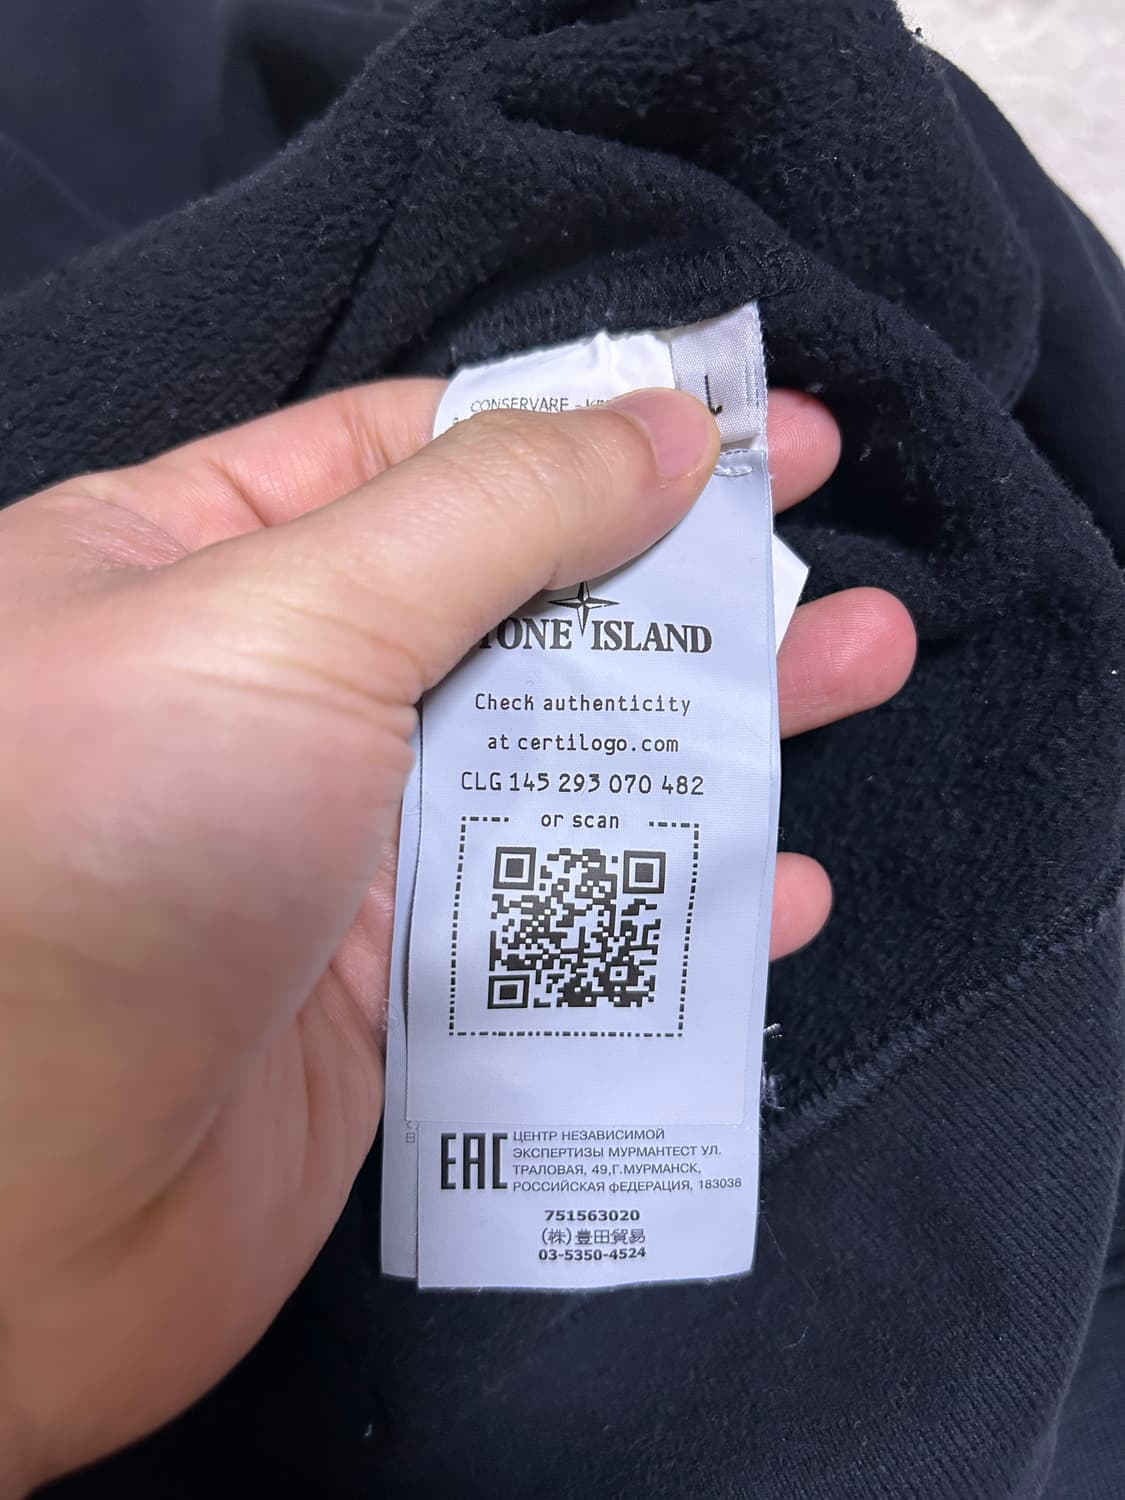 CONSERVARE -
L
TONE ISLAND
Check authenticity
at certilogo.com
CLG 145 293 070 482
or scan
EAC
ЦЕНТР НЕЗАВИСИМОЙ
ЭКСПЕРТИЗЫ МУРМАНТЕСТ УЛ.
ТРАЛОВАЯ, 49,Г.МУРМАНСК,
РОССИЙСКАЯ фЕДЕРАЦИЯ, 183038
751563020
(株)豊田貿易
03-5350-4524